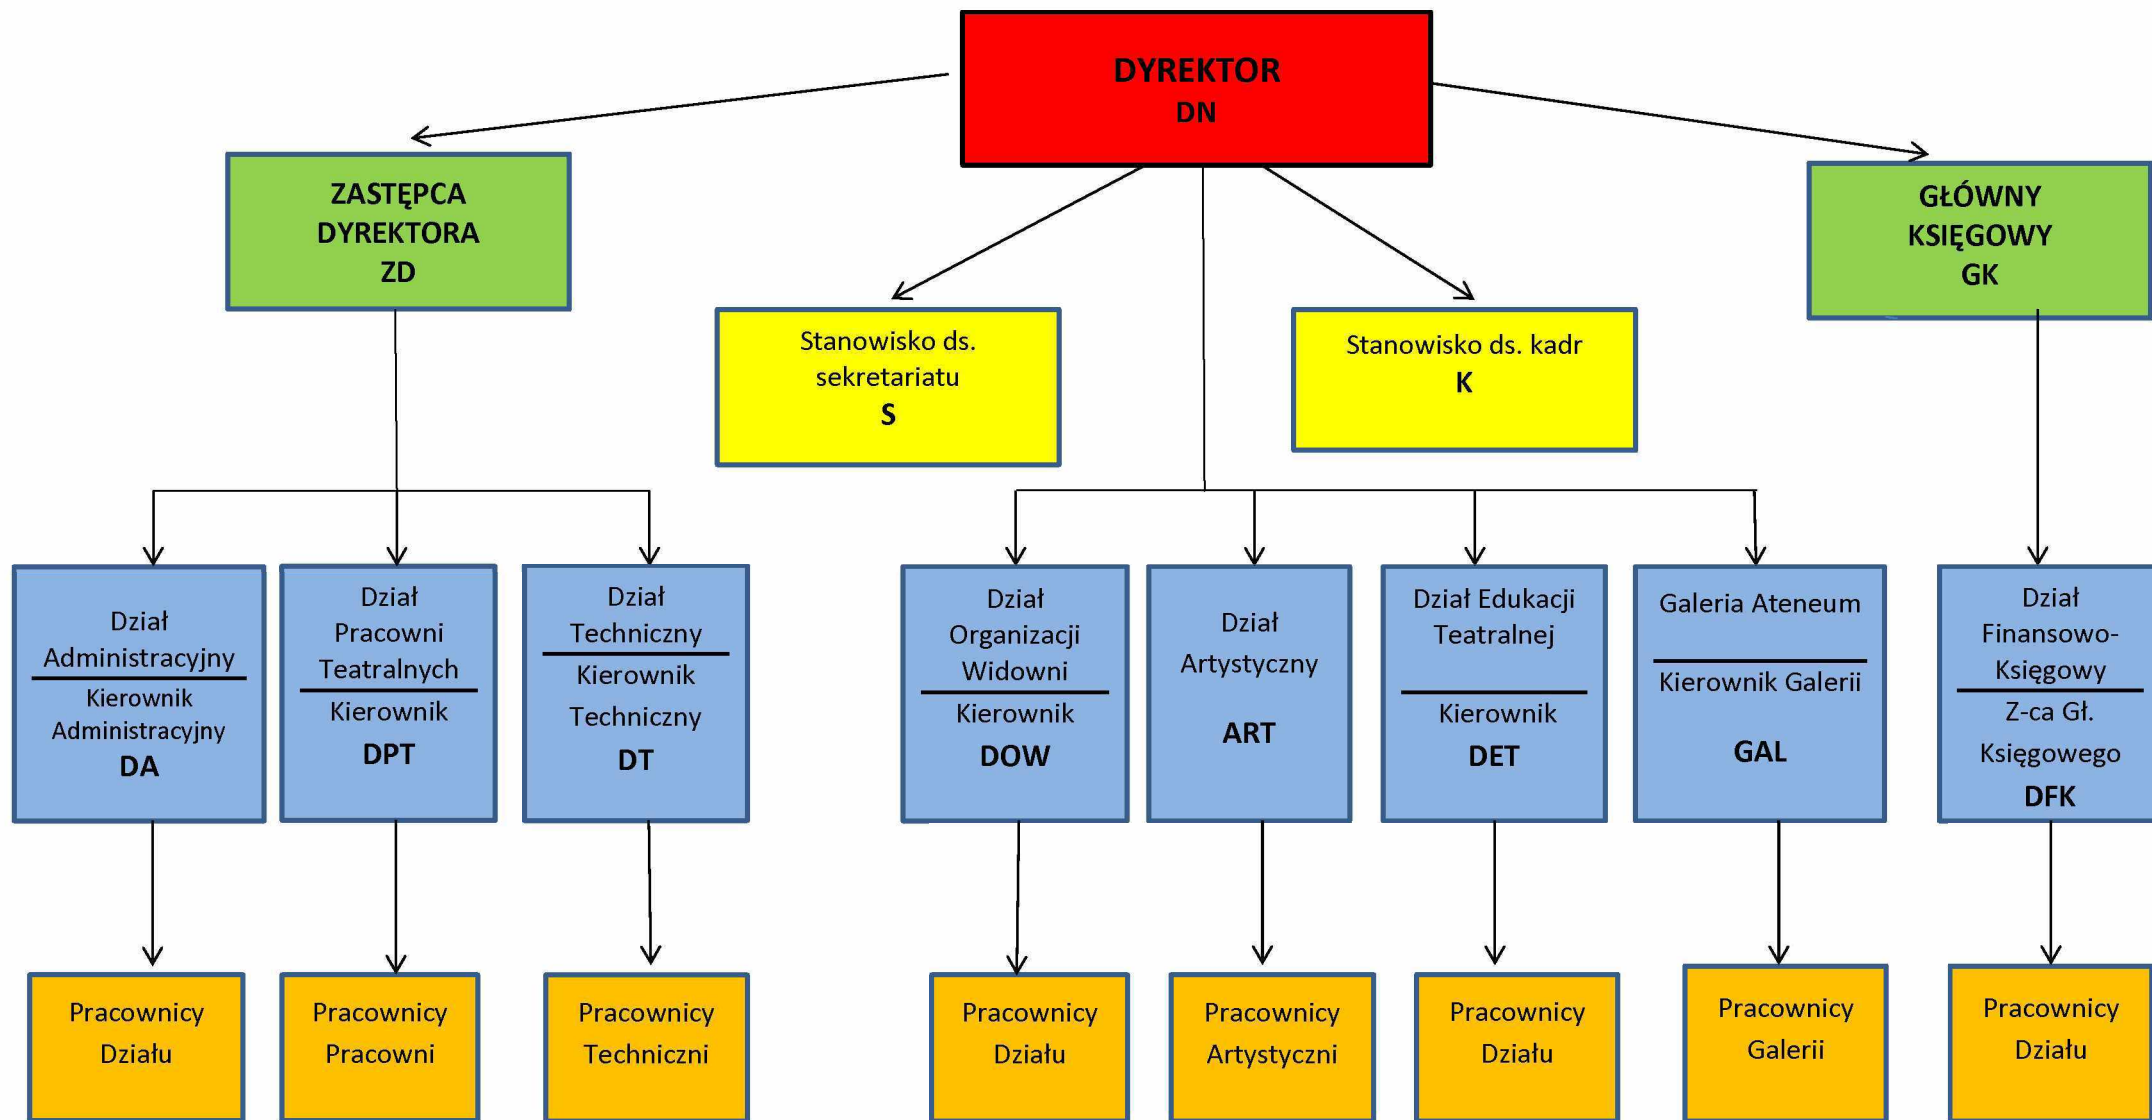 DYREKTOR
DN
ZASTĘPCA
DYREKTORA
ZD
GŁÓWNY
KSIĘGOWY
GK
Stanowisko ds.
sekretariatu
S
Stanowisko ds. kadr
K
Dział
Administracyjny
Kierownik
Administracyjny
DA
Dział
Pracowni
Teatralnych
Kierownik
DPT
Dział
Techniczny
Kierownik
Techniczny
DT
Dział
Organizacji
Widowni
Kierownik
DOW
Dział
Artystyczny
ART
Dział Edukacji
Teatralnej
Kierownik
DET
Galeria Ateneum
Kierownik Galerii
GAL
Dział
Finansowo-
Księgowy
Z-ca Gł.
Księgowego
DFK
Pracownicy
Działu
Pracownicy
Pracowni
Pracownicy
Techniczni
Pracownicy
Działu
Pracownicy
Artystyczni
Pracownicy
Działu
Pracownicy
Galerii
Pracownicy
Działu